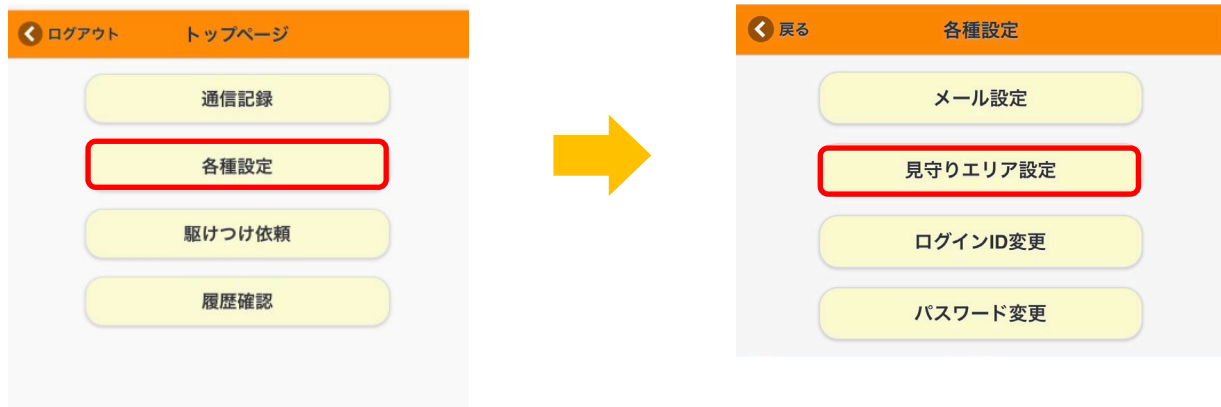 ログアウト トップページ
通信記録
各種設定
駆けつけ依頼
履歴確認
戻る 各種設定
メール設定
見守りエリア設定
ログインID変更
パスワード変更